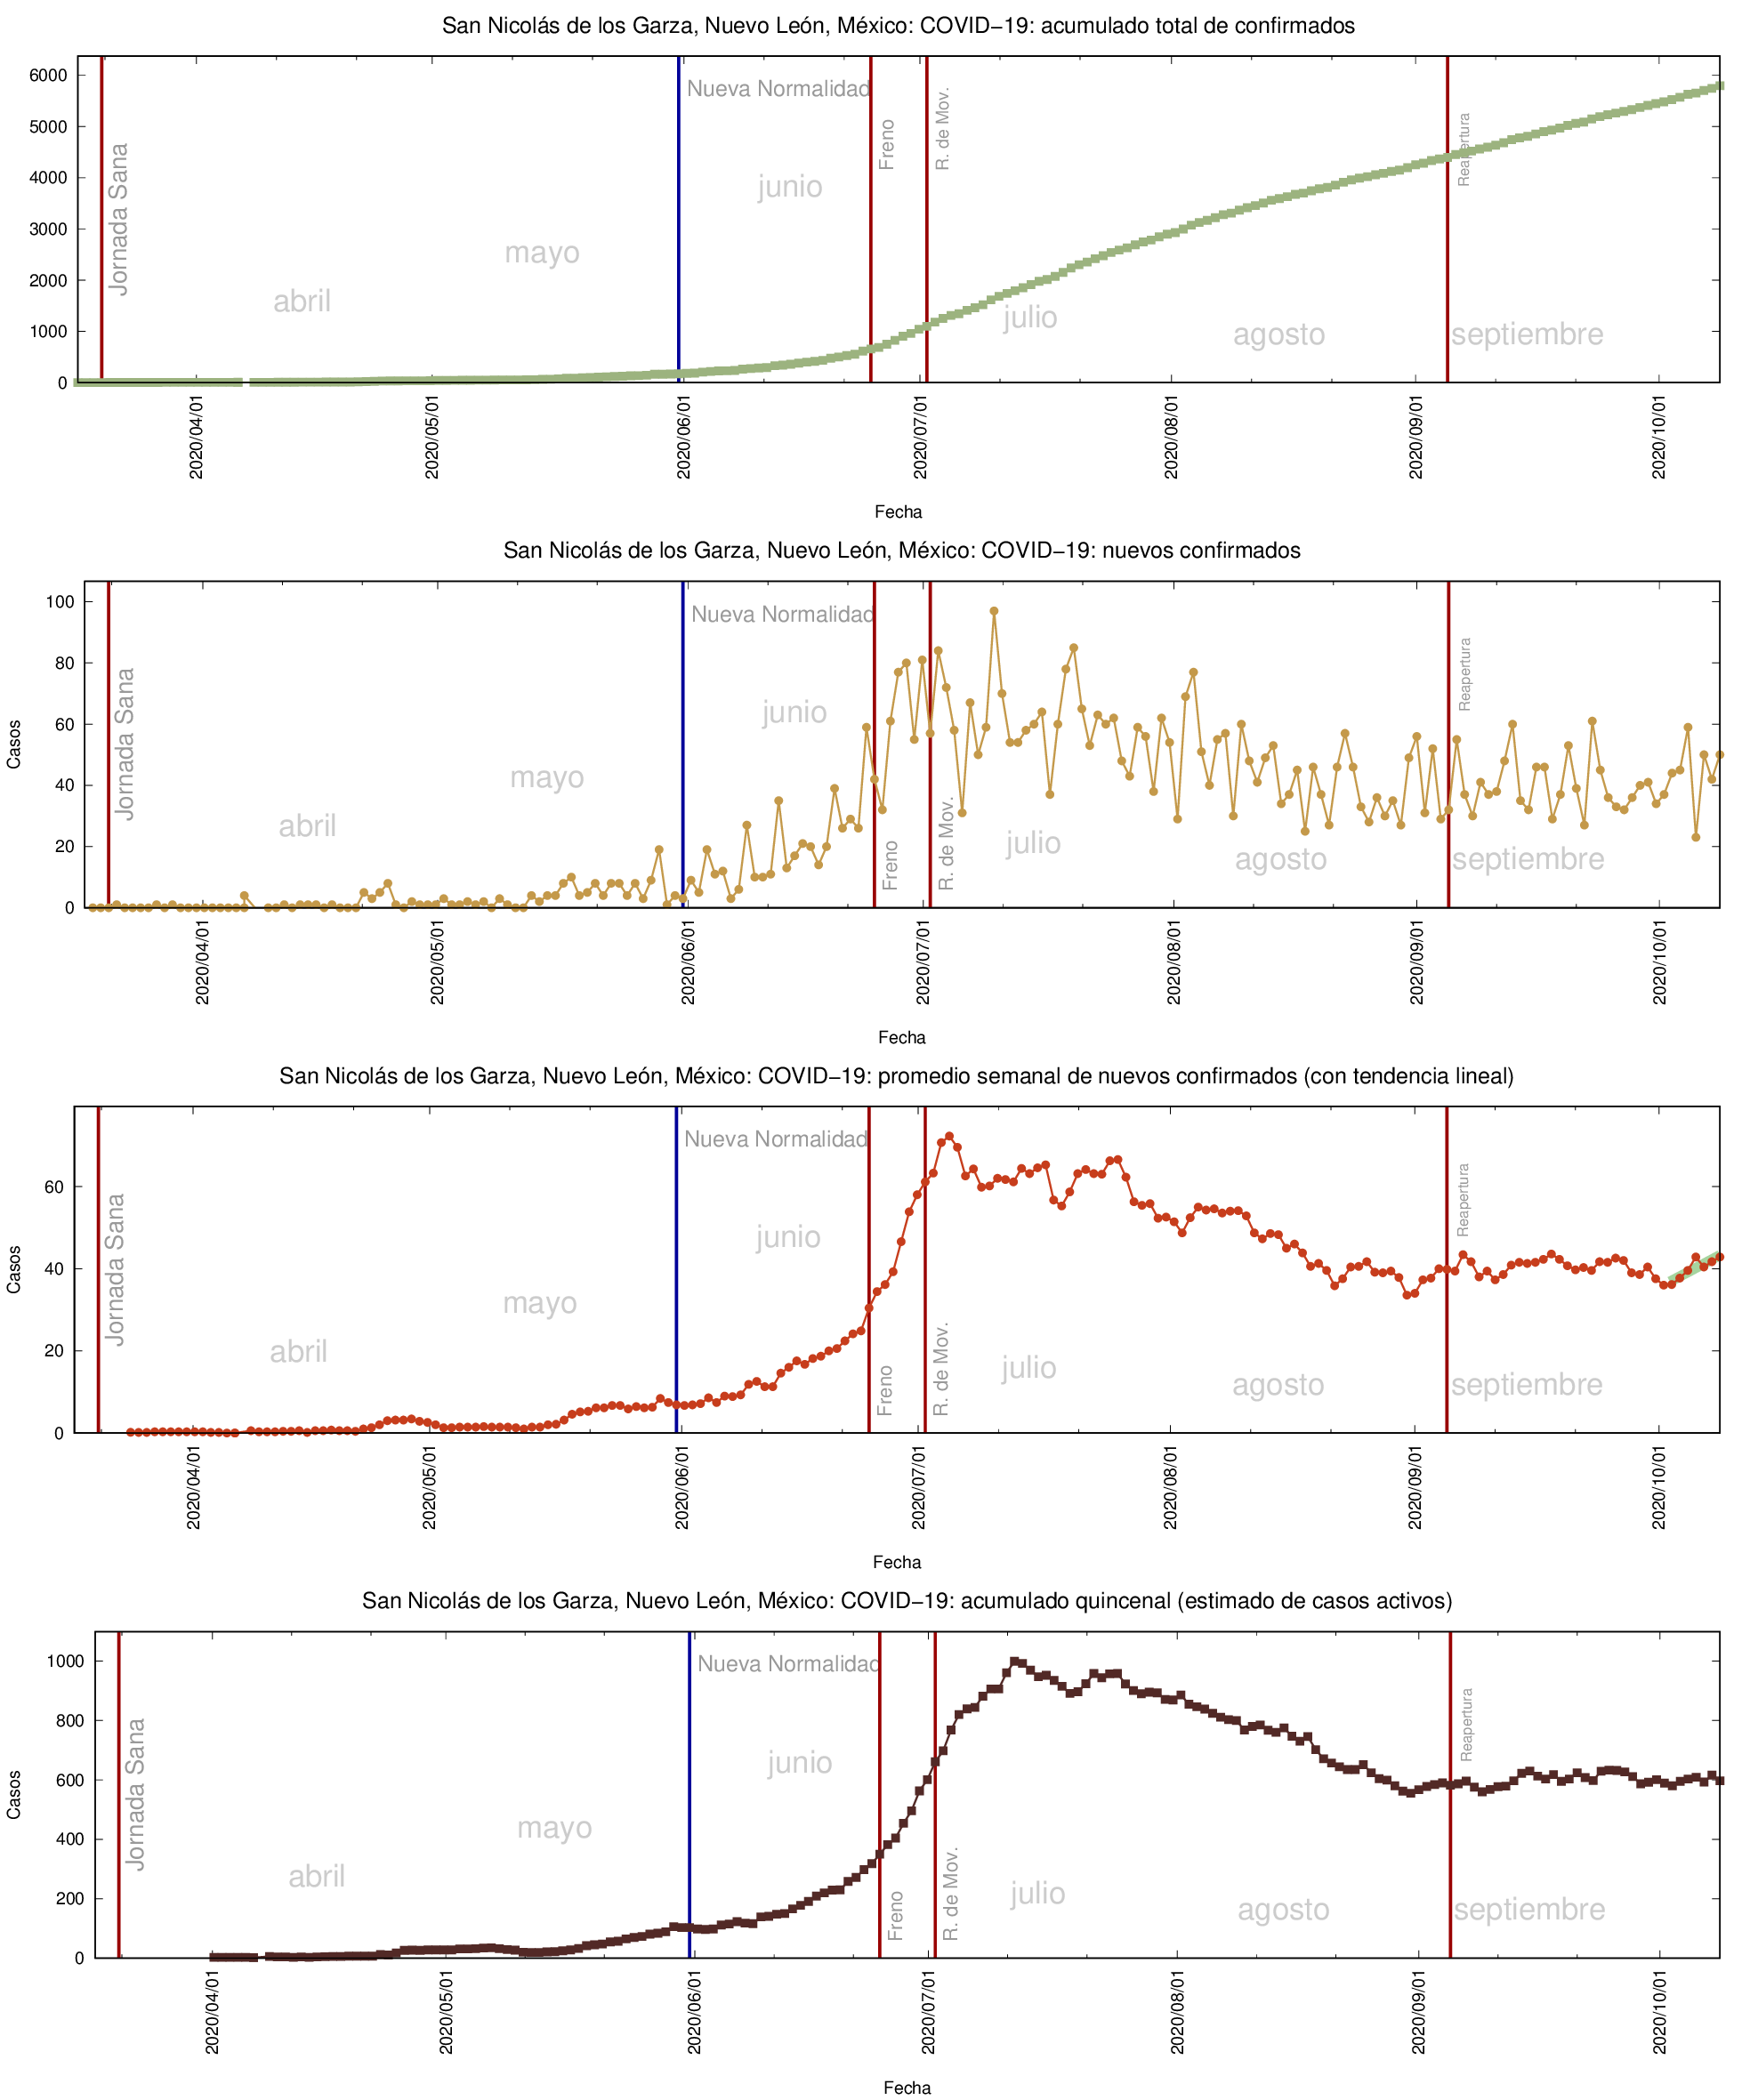 San Nicolás de los Garza, Nuevo León, México: COVID−19: acumulado total de confirmados
6000
5000
4000
3000
2000
1000
0
Jornada Sana
abril
mayo
Nueva Normalidad
junio
Freno
R. de Mov.
julio
agosto
Reapertura
septiembre
2020/04/01
2020/05/01
2020/06/01
2020/07/01
2020/08/01
2020/09/01
2020/10/01
Fecha
San Nicolás de los Garza, Nuevo León, México: COVID−19: nuevos confirmados
Casos
100
80
60
40
20
0
Jornada Sana
abril
mayo
Nueva Normalidad
junio
Freno
R. de Mov.
julio
agosto
Reapertura
septiembre
2020/04/01
2020/05/01
2020/06/01
2020/07/01
2020/08/01
2020/09/01
2020/10/01
Fecha
San Nicolás de los Garza, Nuevo León, México: COVID−19: promedio semanal de nuevos confirmados (con tendencia lineal)
Casos
60
40
20
0
Jornada Sana
abril
mayo
Nueva Normalidad
junio
Freno
R. de Mov.
julio
agosto
Reapertura
septiembre
2020/04/01
2020/05/01
2020/06/01
2020/07/01
2020/08/01
2020/09/01
2020/10/01
Fecha
San Nicolás de los Garza, Nuevo León, México: COVID−19: acumulado quincenal (estimado de casos activos)
Casos
1000
800
600
400
200
0
Jornada Sana
abril
mayo
Nueva Normalidad
junio
Freno
R. de Mov.
julio
agosto
Reapertura
septiembre
2020/04/01
2020/05/01
2020/06/01
2020/07/01
2020/08/01
2020/09/01
2020/10/01
Fecha